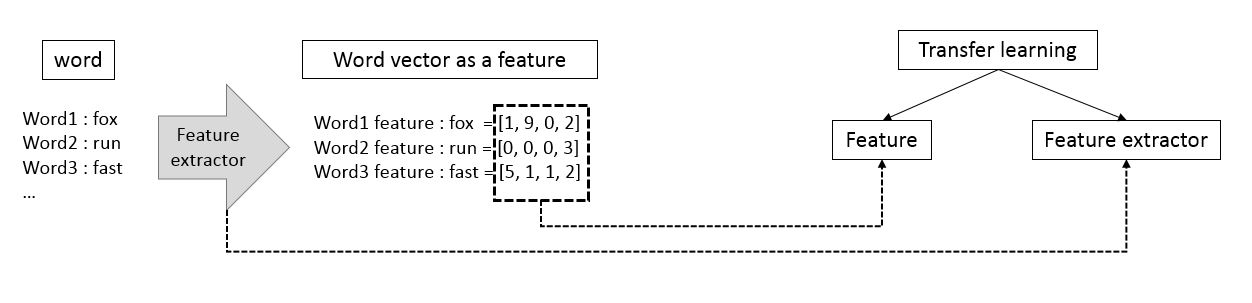 word
Word1 : fox
Word2 : run
Word3 : fast
...
Feature
extractor
Word vector as a feature
Word1 feature : fox = [1, 9, 0, 2]
Word2 feature : run = [0, 0, 0, 3]
Word3 feature : fast = [5, 1, 1, 2]
Transfer learning
Feature
Feature extractor